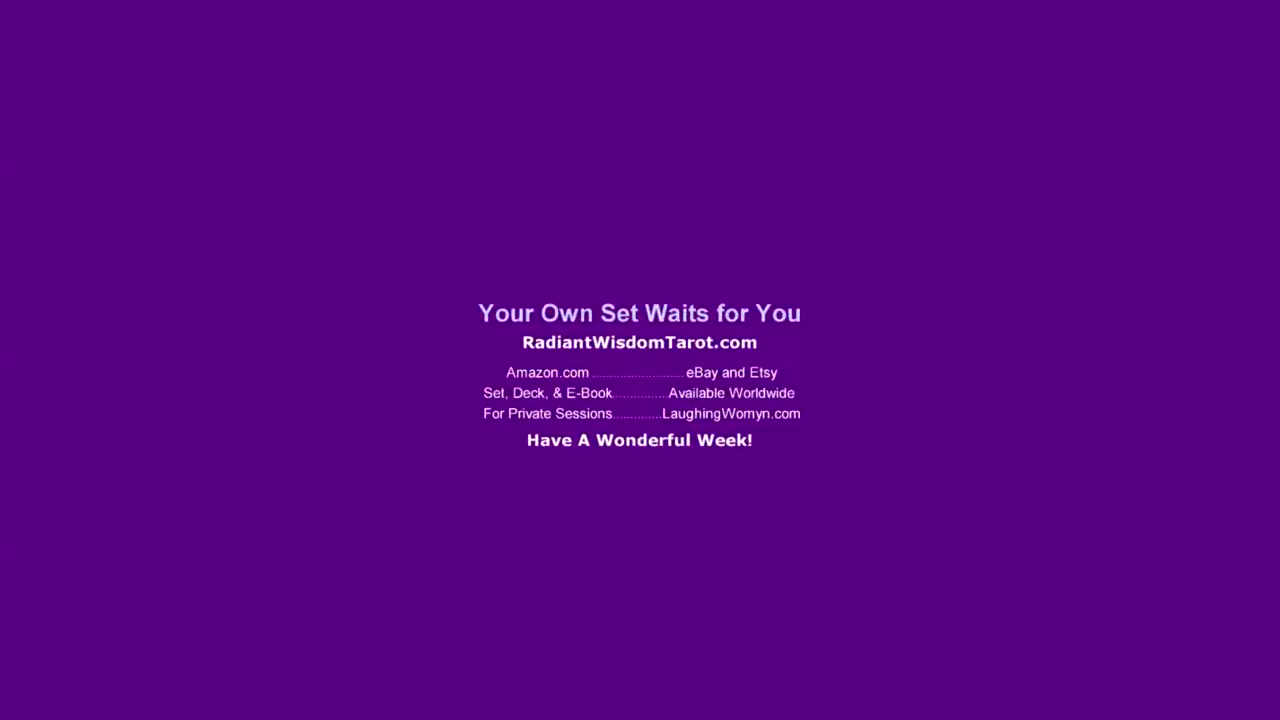 Your Own Set Waits for You
RadiantWisdomTarot.com
Amazon.com .......................... eBay and Etsy
Set, Deck, & E-Book...............Available Worldwide
For Private Sessions.............LaughingWomyn.com
Have A Wonderful Week!